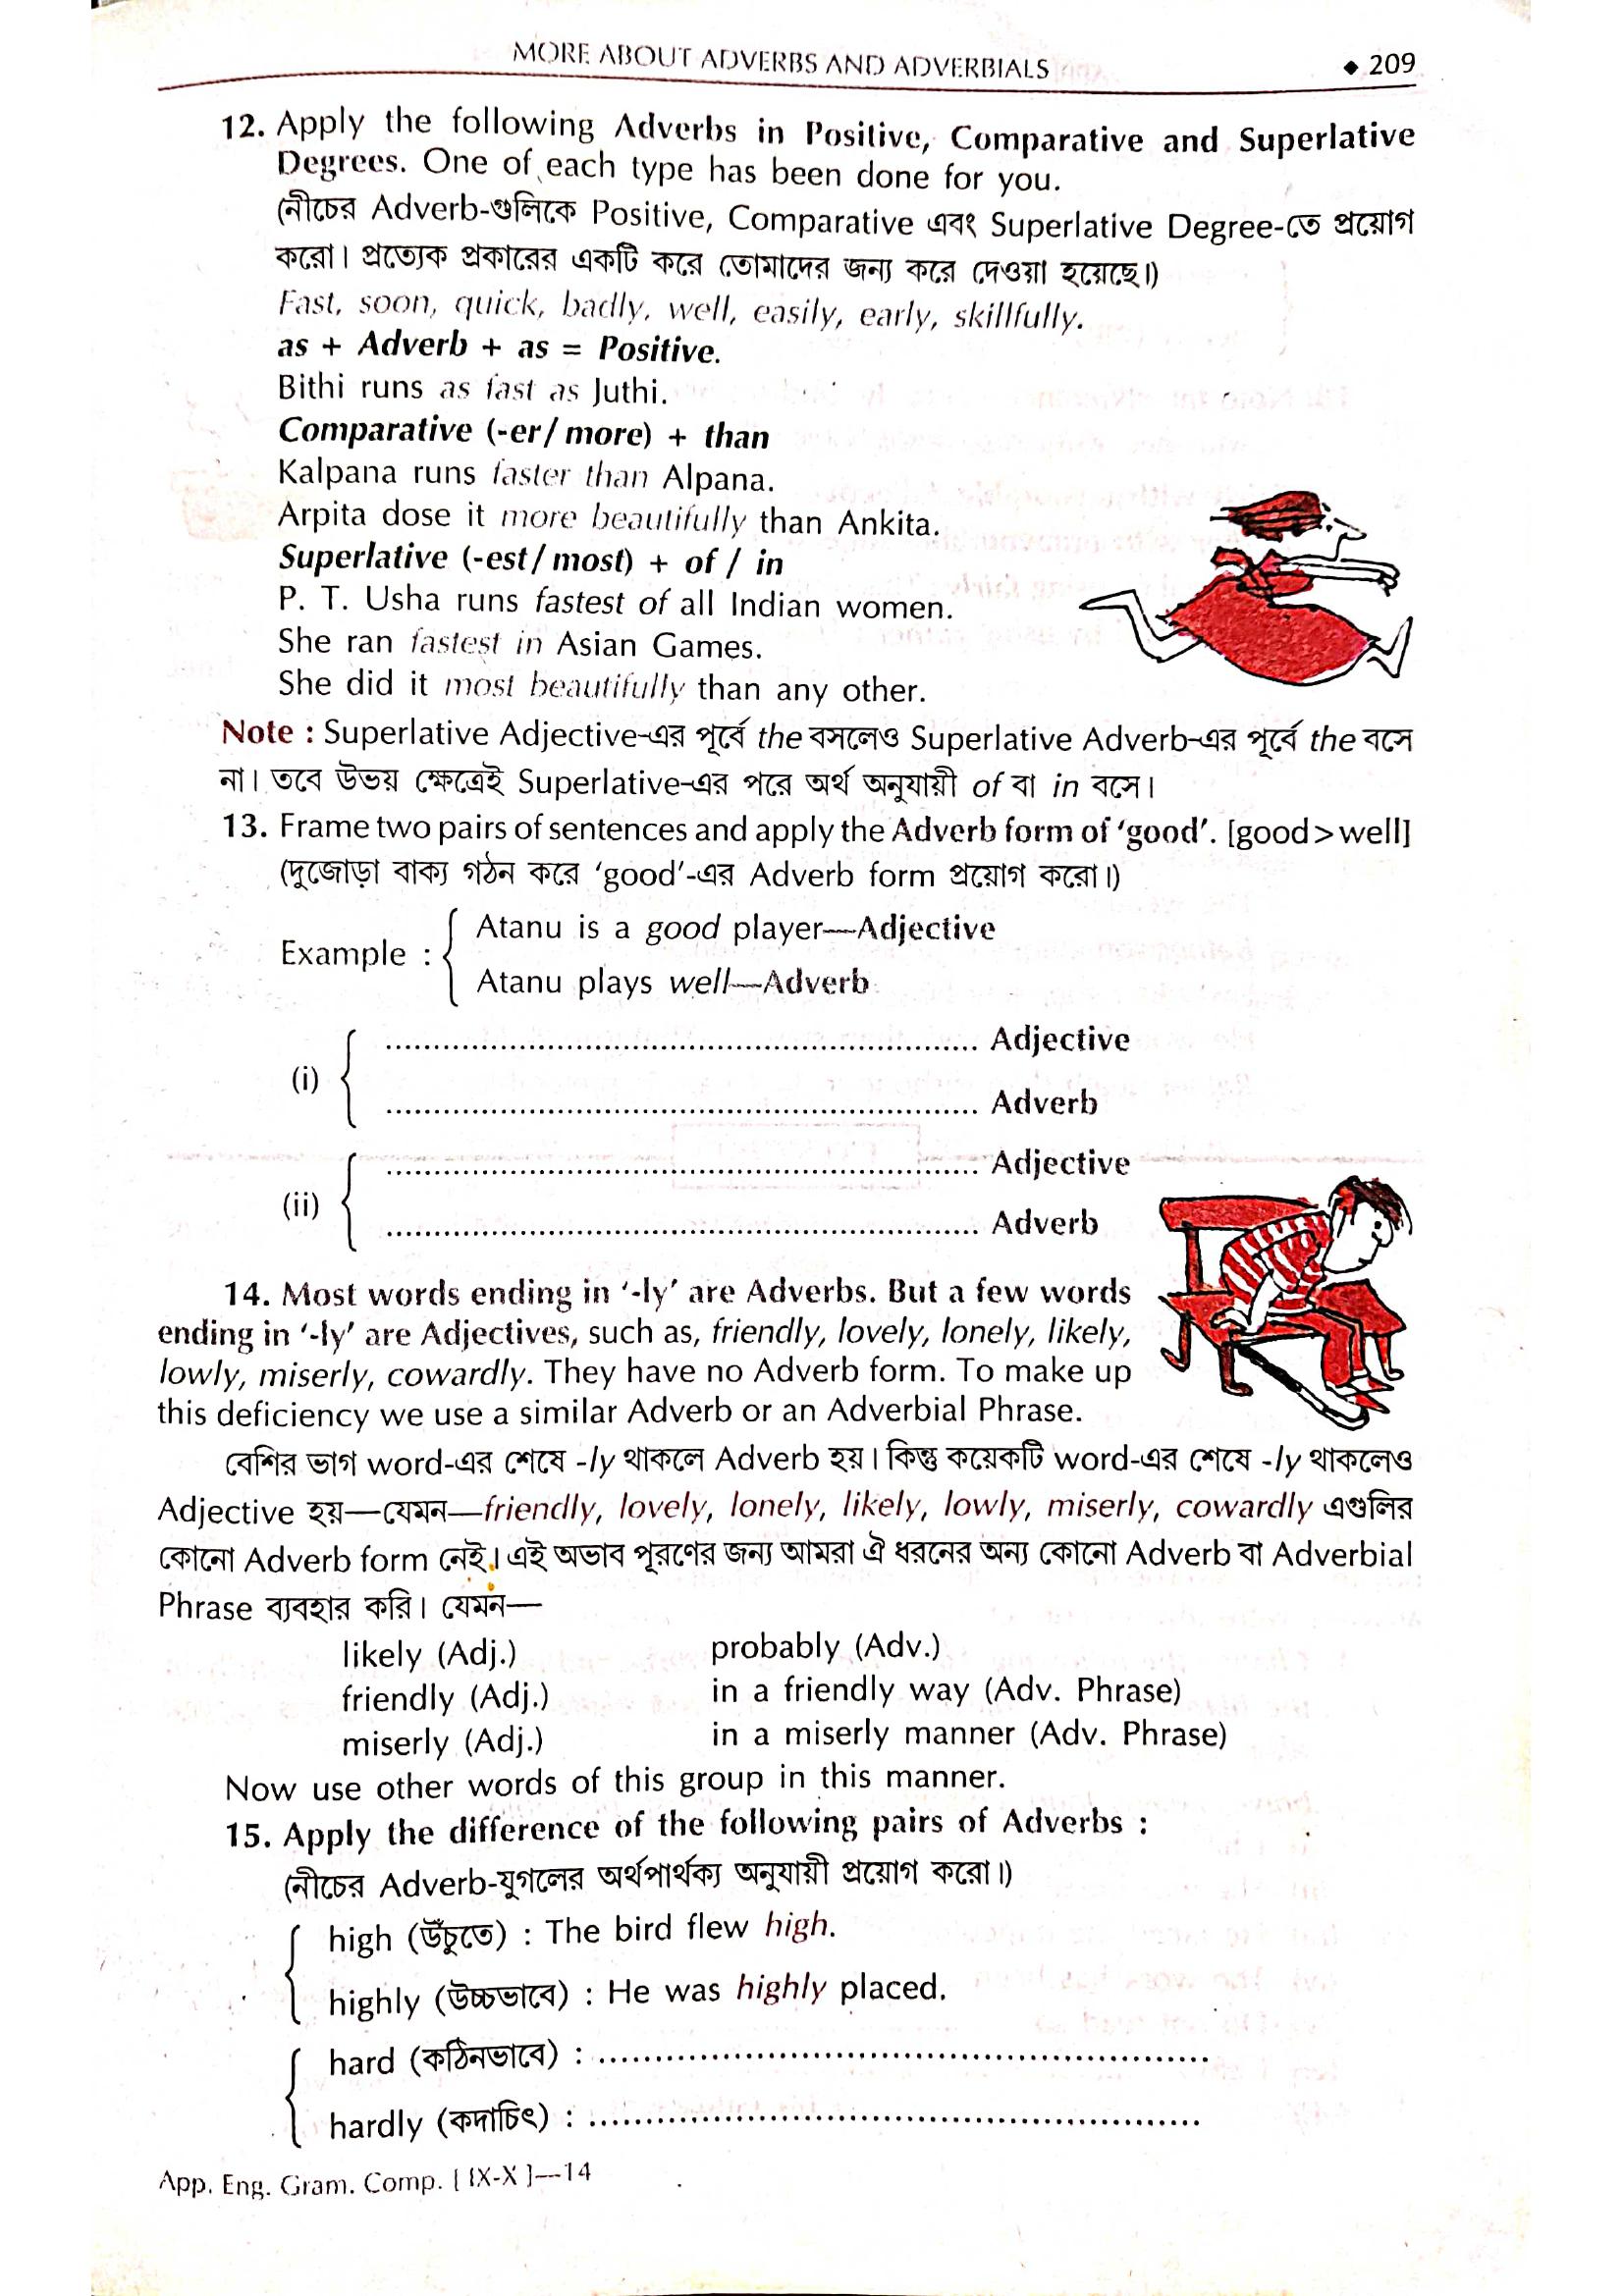 MORE ABOUT ADVERBS AND ADVERBIALS ◆ 209
12. Apply the following Adverbs in Positive, Comparative and Superlative
Degrees. One of each type has been done for you.
(নীচের Adverb-গুলিকে Positive, Comparative এবং Superlative Degree-তে প্রয়োগ
করো। প্রত্যেক প্রকারের একটি করে তোমাদের জন্য করে দেওয়া হয়েছে।)
Fast, soon, quick, badly, well, easily, early, skillfully.
as + Adverb + as = Positive.
Bithi runs as fast as Juthi.
Comparative (-er/ more) + than
Kalpana runs faster than Alpana.
Arpita dose it more beautifully than Ankita.
Superlative (-est/ most) + of / in
P. T. Usha runs fastest of all Indian women.
She ran fastest in Asian Games.
She did it most beautifully than any other.
Note : Superlative Adjective-এর পূর্বে the বসলেও Superlative Adverb-এর পূর্বে the বসে
না। তবে উভয় ক্ষেত্রেই Superlative-এর পরে অর্থ অনুযায়ী of বা in বসে।
13. Frame two pairs of sentences and apply the Adverb form of ‘good’. [good > well]
(দুজোড়া বাক্য গঠন করে ‘good’-এর Adverb form প্রয়োগ করো।)
Example :
Atanu is a good player—Adjective
Atanu plays well—Adverb
(i)
............................................................. Adjective
............................................................. Adverb
(ii)
............................................................. Adjective
............................................................. Adverb
14. Most words ending in ‘-ly’ are Adverbs. But a few words
ending in ‘-ly’ are Adjectives, such as, friendly, lovely, lonely, likely,
lowly, miserly, cowardly. They have no Adverb form. To make up
this deficiency we use a similar Adverb or an Adverbial Phrase.
বেশির ভাগ word-এর শেষে -ly থাকলে Adverb হয়। কিন্তু কয়েকটি word-এর শেষে -ly থাকলেও
Adjective হয়—যেমন—friendly, lovely, lonely, likely, lowly, miserly, cowardly এগুলির
কোনো Adverb form নেই। এই অভাব পূরণের জন্য আমরা ঐ ধরনের অন্য কোনো Adverb বা Adverbial
Phrase ব্যবহার করি। যেমন—
likely (Adj.) probably (Adv.)
friendly (Adj.) in a friendly way (Adv. Phrase)
miserly (Adj.) in a miserly manner (Adv. Phrase)
Now use other words of this group in this manner.
15. Apply the difference of the following pairs of Adverbs :
(নীচের Adverb-যুগলের অর্থপার্থক্য অনুযায়ী প্রয়োগ করো।)
high (উঁচুতে) : The bird flew high.
highly (উচ্চভাবে) : He was highly placed.
hard (কঠিনভাবে) : ...............................................................
hardly (কদাচিৎ) : ...............................................................
App. Eng. Gram. Comp. [ IX-X ]—14